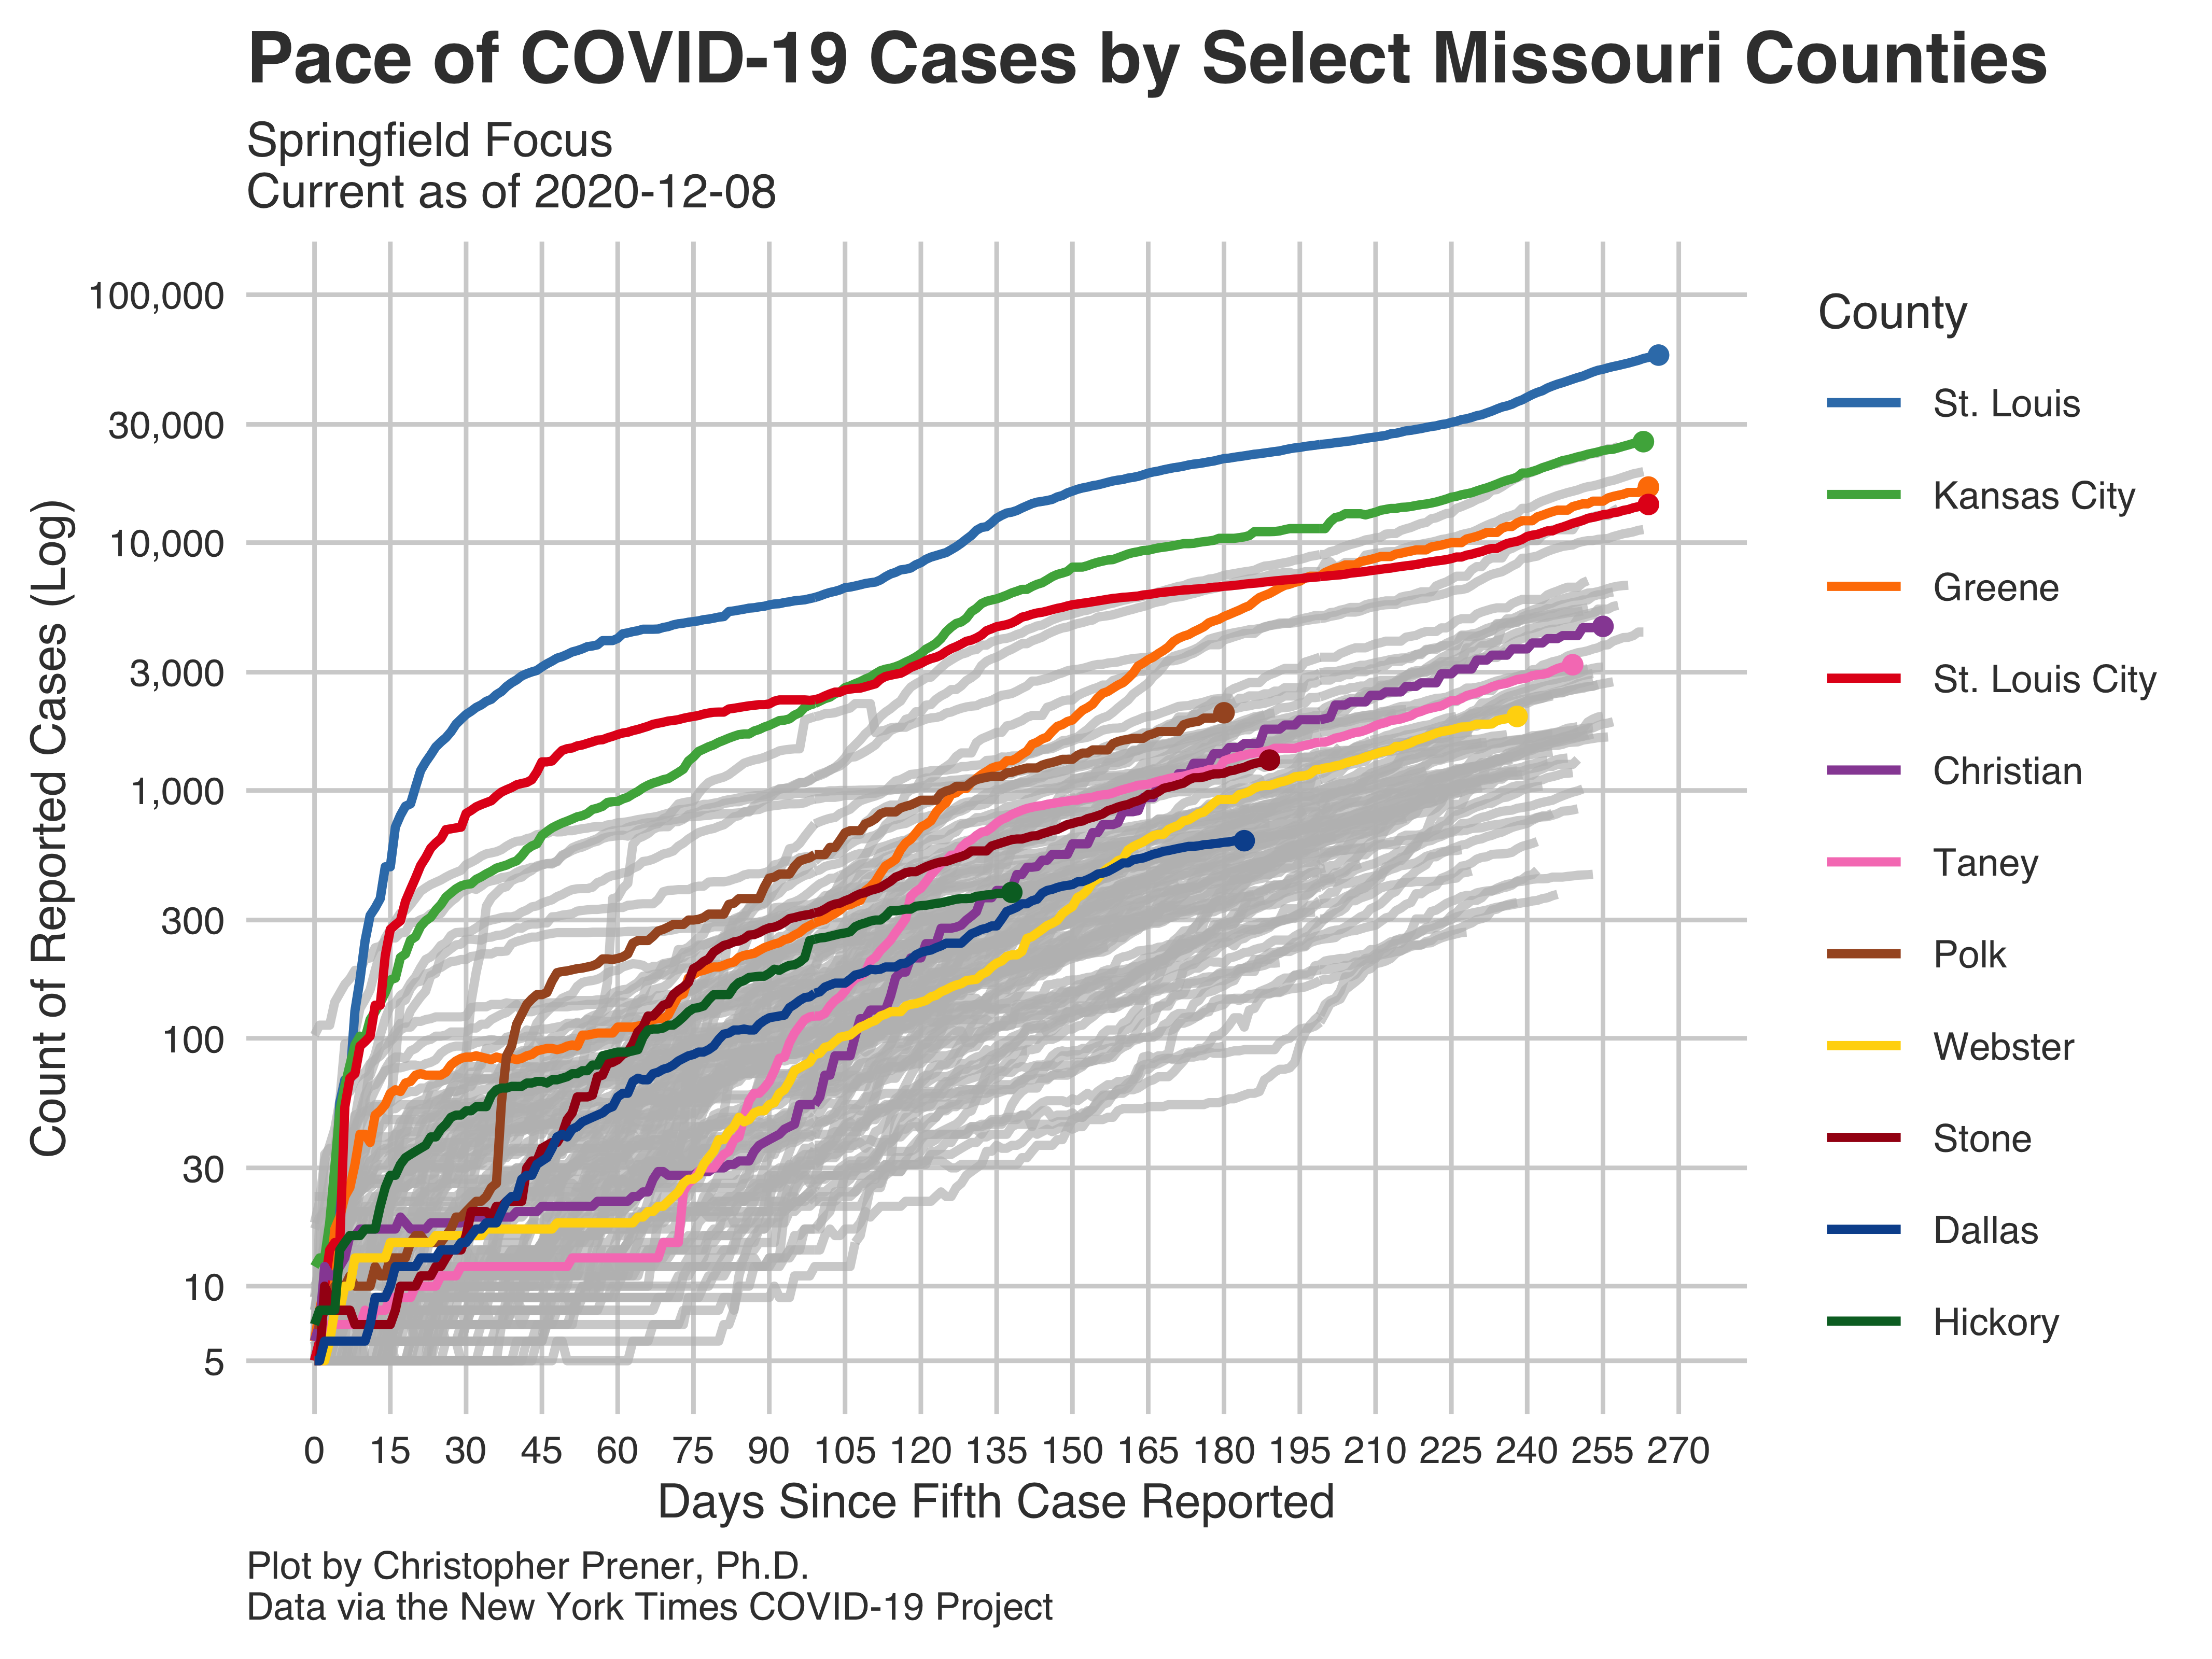 Pace of COVID-19 Cases by Select Missouri Counties
Springfield Focus
Current as of 2020-12-08
100,000
30,000
10,000
3,000
1,000
300
100
30
10
5
Count of Reported Cases (Log)
0 15 30 45 60 75 90 105 120 135 150 165 180 195 210 225 240 255 270
Days Since Fifth Case Reported
County
St. Louis
Kansas City
Greene
St. Louis City
Christian
Taney
Polk
Webster
Stone
Dallas
Hickory
Plot by Christopher Prener, Ph.D.
Data via the New York Times COVID-19 Project